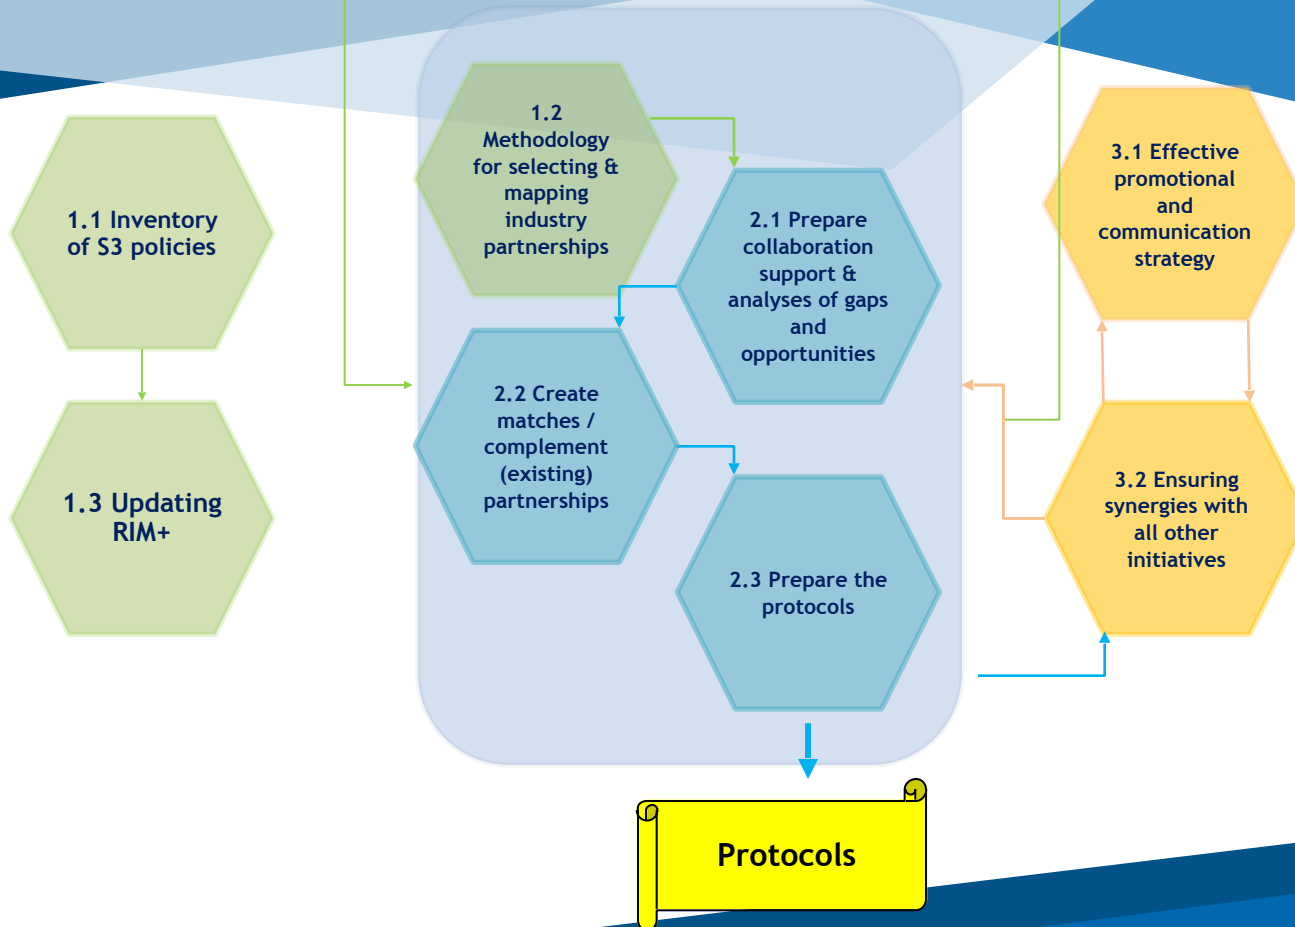 1.1 Inventory
of S3 policies
1.3 Updating
RIM+
1.2
Methodology
for selecting &
mapping
industry
partnerships
2.1 Prepare
collaboration
support &
analyses of gaps
and
opportunities
2.2 Create
matches /
complement
(existing)
partnerships
2.3 Prepare the
protocols
3.1 Effective
promotional
and
communication
strategy
3.2 Ensuring
synergies with
all other
initiatives
Protocols